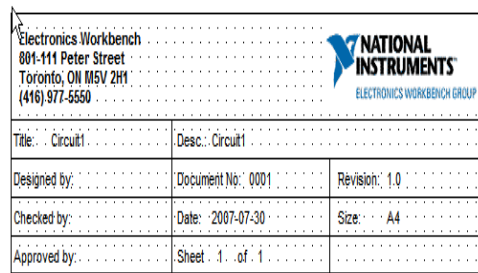 Electronics Workbench
801-111 Peter Street
Toronto, ON M5V 2H1
(416) 977-5550
NATIONAL
INSTRUMENTS
ELECTRONICS WORKBENCH GROUP
Title: Circuit1
Desc.: Circuit1
Designed by:
Document No: 0001
Revision: 1.0
Checked by:
Date: 2007-07-30
Size: A4
Approved by:
Sheet 1 of 1